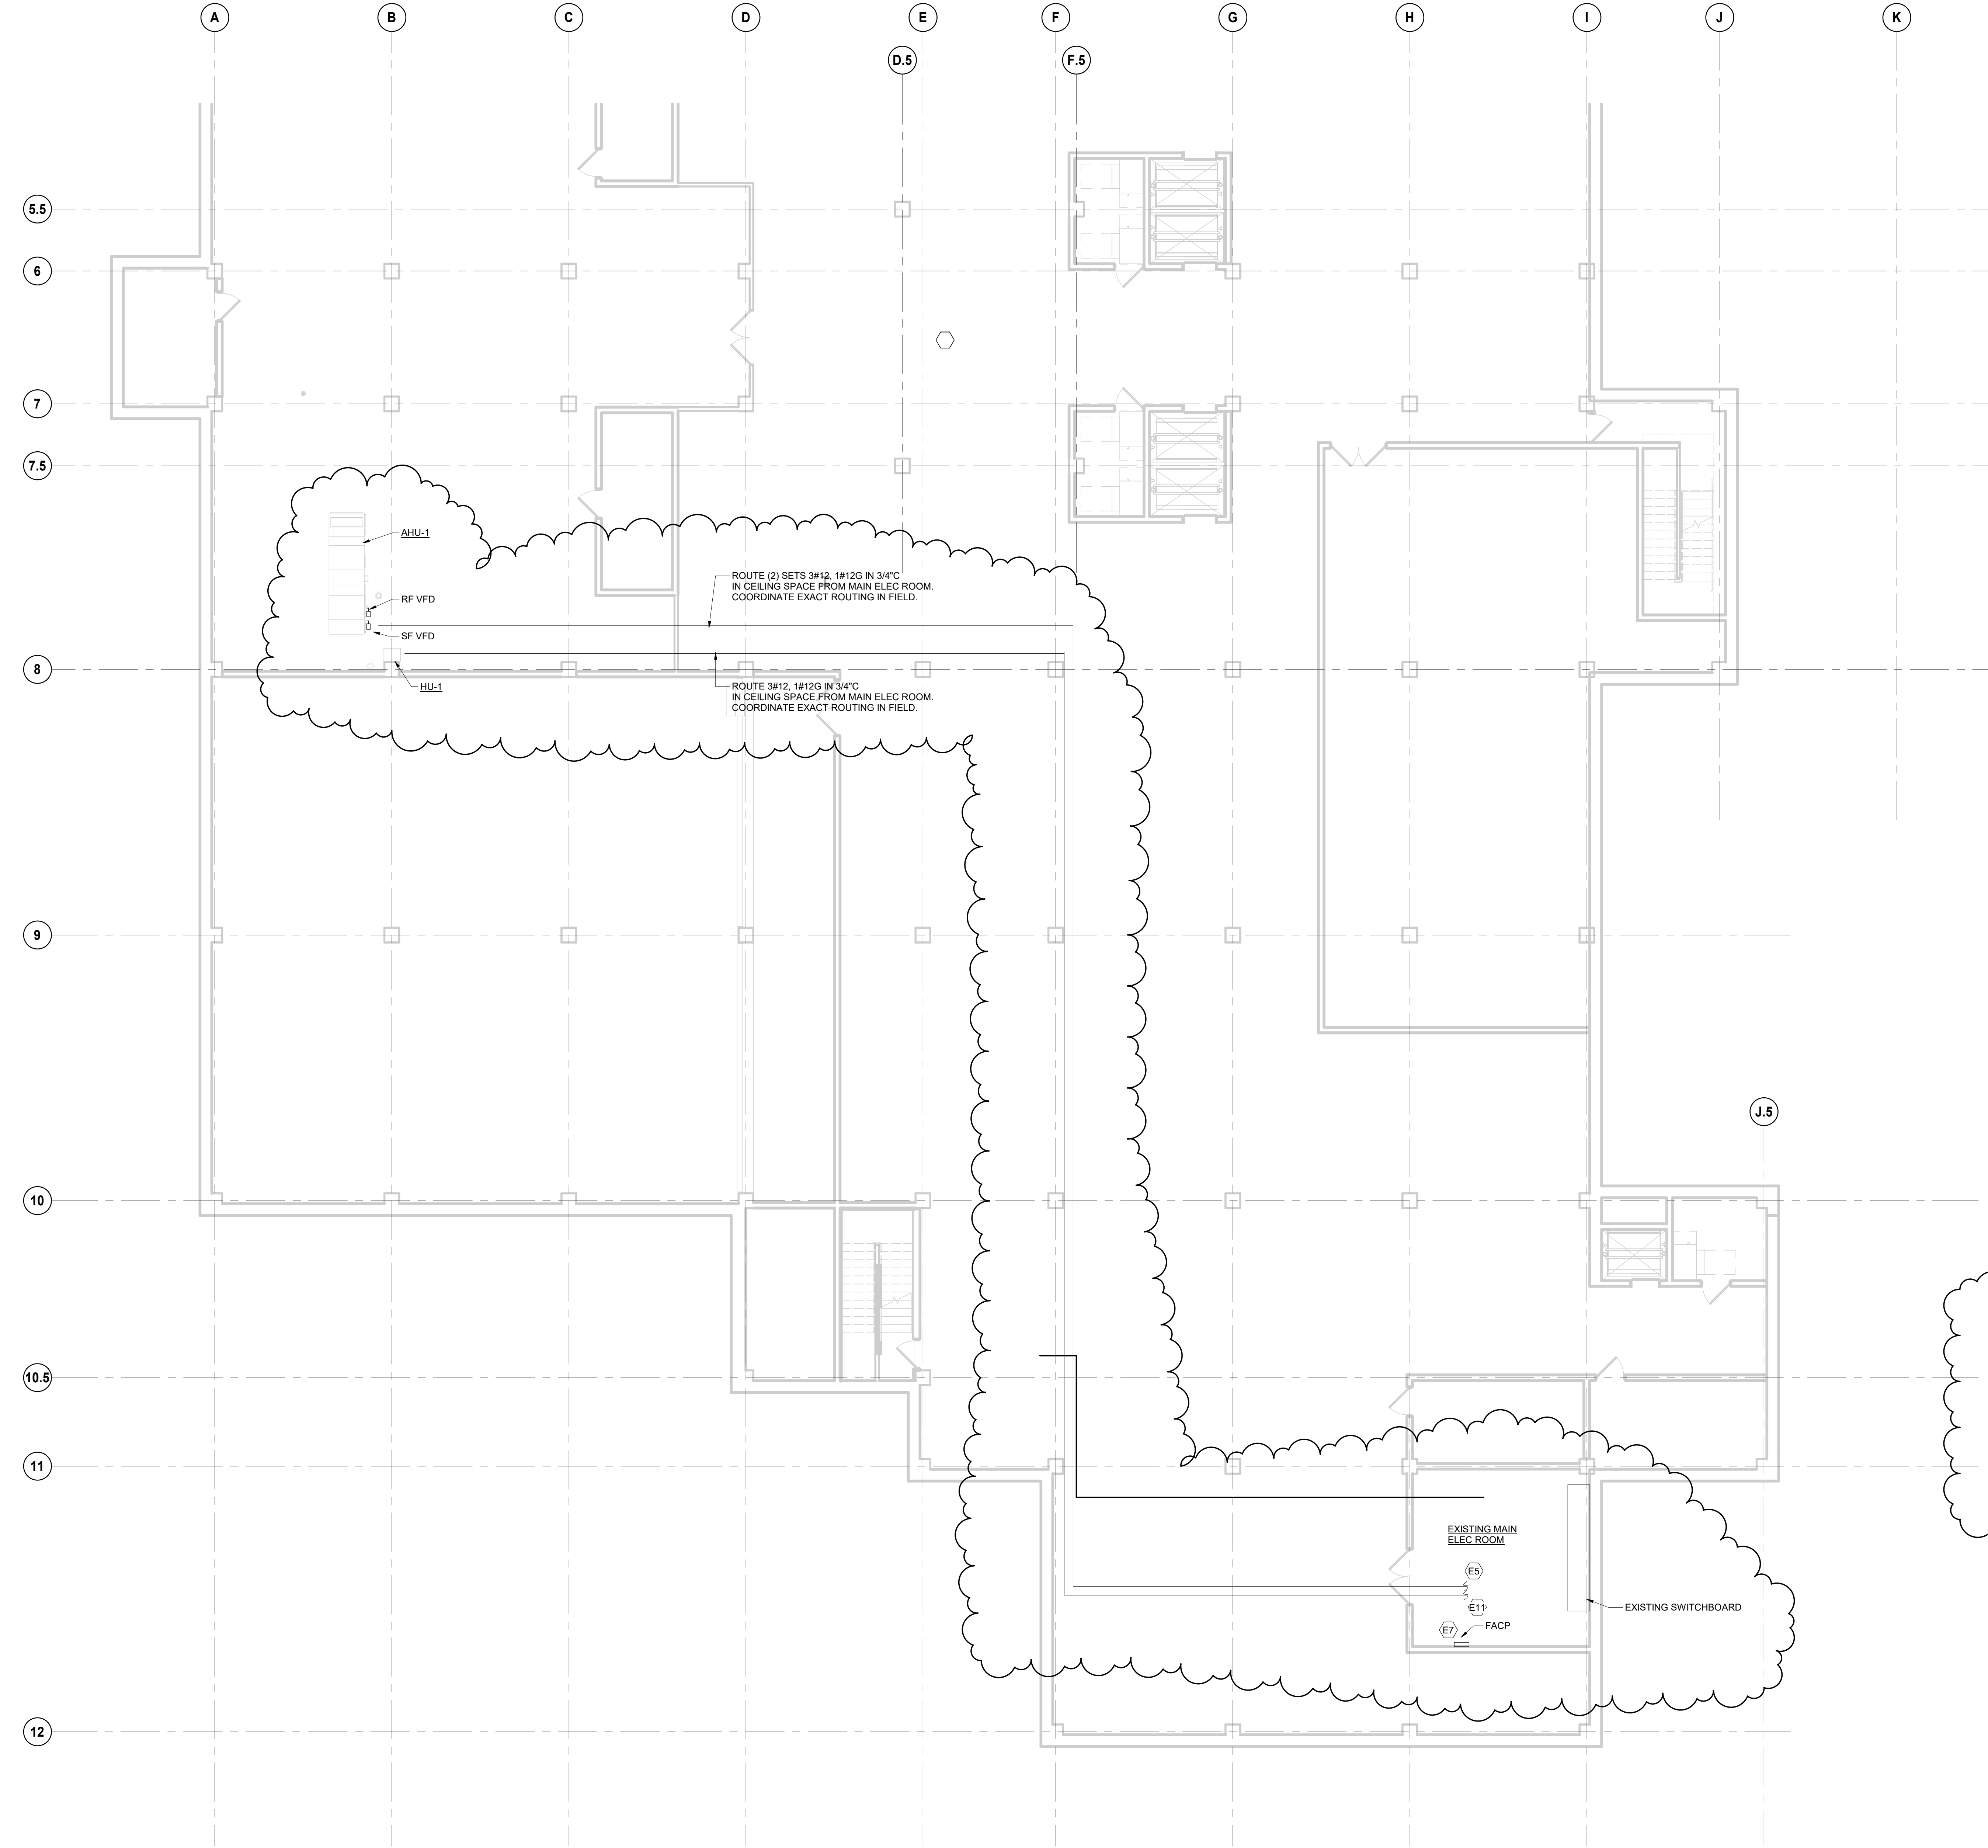 A
B
C
D
E
F
G
H
I
J
K
D.5
F.5
5.5
6
7
7.5
AHU-1
ROUTE (2) SETS 3#12, 1#12G IN 3/4"C
IN CEILING SPACE FROM MAIN ELEC ROOM.
COORDINATE EXACT ROUTING IN FIELD.
RF VFD
SF VFD
8
HU-1
ROUTE 3#12, 1#12G IN 3/4"C
IN CEILING SPACE FROM MAIN ELEC ROOM.
COORDINATE EXACT ROUTING IN FIELD.
9
J.5
10
10.5
11
EXISTING MAIN
ELEC ROOM
E5
E11
EXISTING SWITCHBOARD
E7
FACP
12